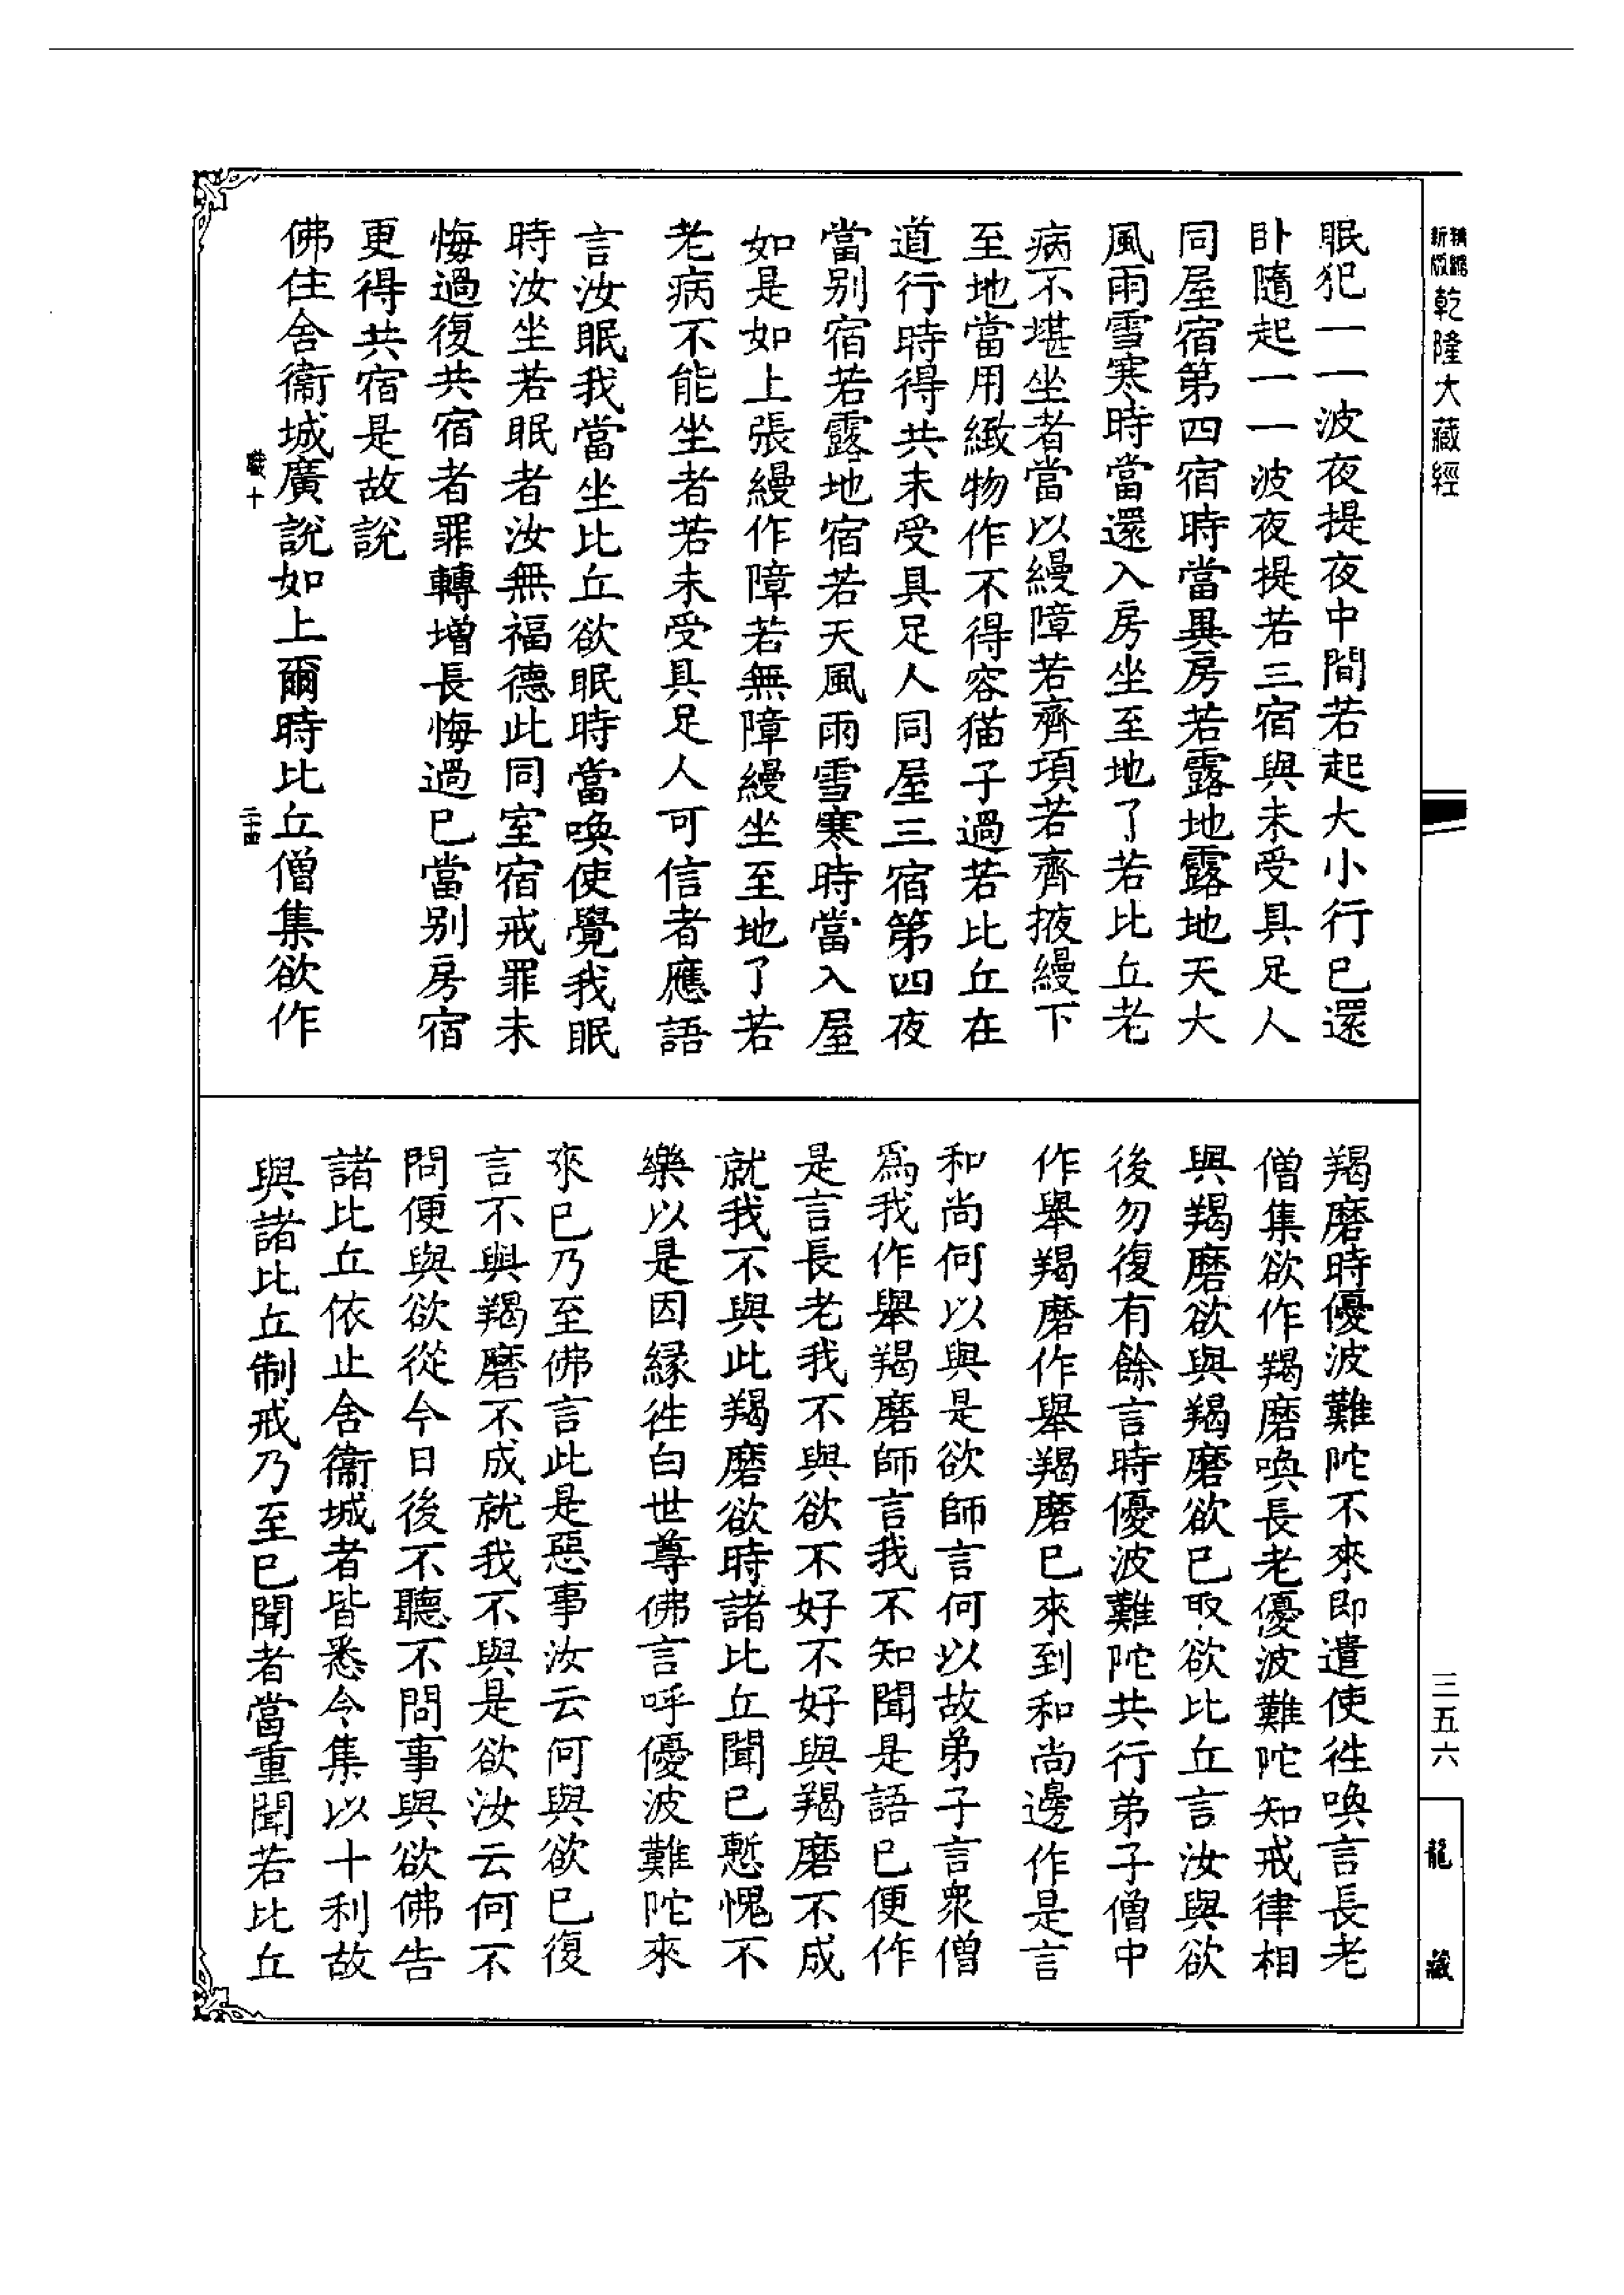 精縮新版乾隆大藏經
三五六
龍藏
眠犯一一波夜提夜中間若起大小行已還
卧隨起一一波夜提若三宿與未受具足人
同屋宿第四宿時當異房若露地露地天大
風雨雪寒時當還入房坐至地了若比丘老
病不堪坐者當以縵障若齊項若齊掖縵下
至地當用緻物作不得容猫子過若比丘在
道行時得共未受具足人同屋三宿第四夜
當别宿若露地宿若天風雨雪寒時當入屋
如是如上張縵作障若無障縵坐至地了若
老病不能坐者若未受具足人可信者應語
言汝眠我當坐比丘欲眠時當喚使覺我眠
時汝坐若眠者汝無福德此同室宿戒罪未
悔過復共宿者罪轉增長悔過已當别房宿
更得共宿是故說
佛住舍衞城廣說如上爾時比丘僧集欲作
職十
二十四
羯磨時優波難陀不來即遣使往喚言長老
僧集欲作羯磨喚長老優波難陀知戒律相
與羯磨欲與羯磨欲已取欲比丘言汝與欲
後勿復有餘言時優波難陀共行弟子僧中
作舉羯磨作舉羯磨已來到和尚邊作是言
和尚何以與是欲師言何以故弟子言衆僧
爲我作舉羯磨師言我不知聞是語已便作
是言長老我不與欲不好不好與羯磨不成
就我不與此羯磨欲時諸比丘聞已慙愧不
樂以是因縁往白世尊佛言呼優波難陀來
來已乃至佛言此是惡事汝云何與欲已復
言不與羯磨不成就我不與是欲汝云何不
問便與欲從今日後不聽不問事與欲佛告
諸比丘依止舍衞城者皆悉令集以十利故
與諸比丘制戒乃至已聞者當重聞若比丘